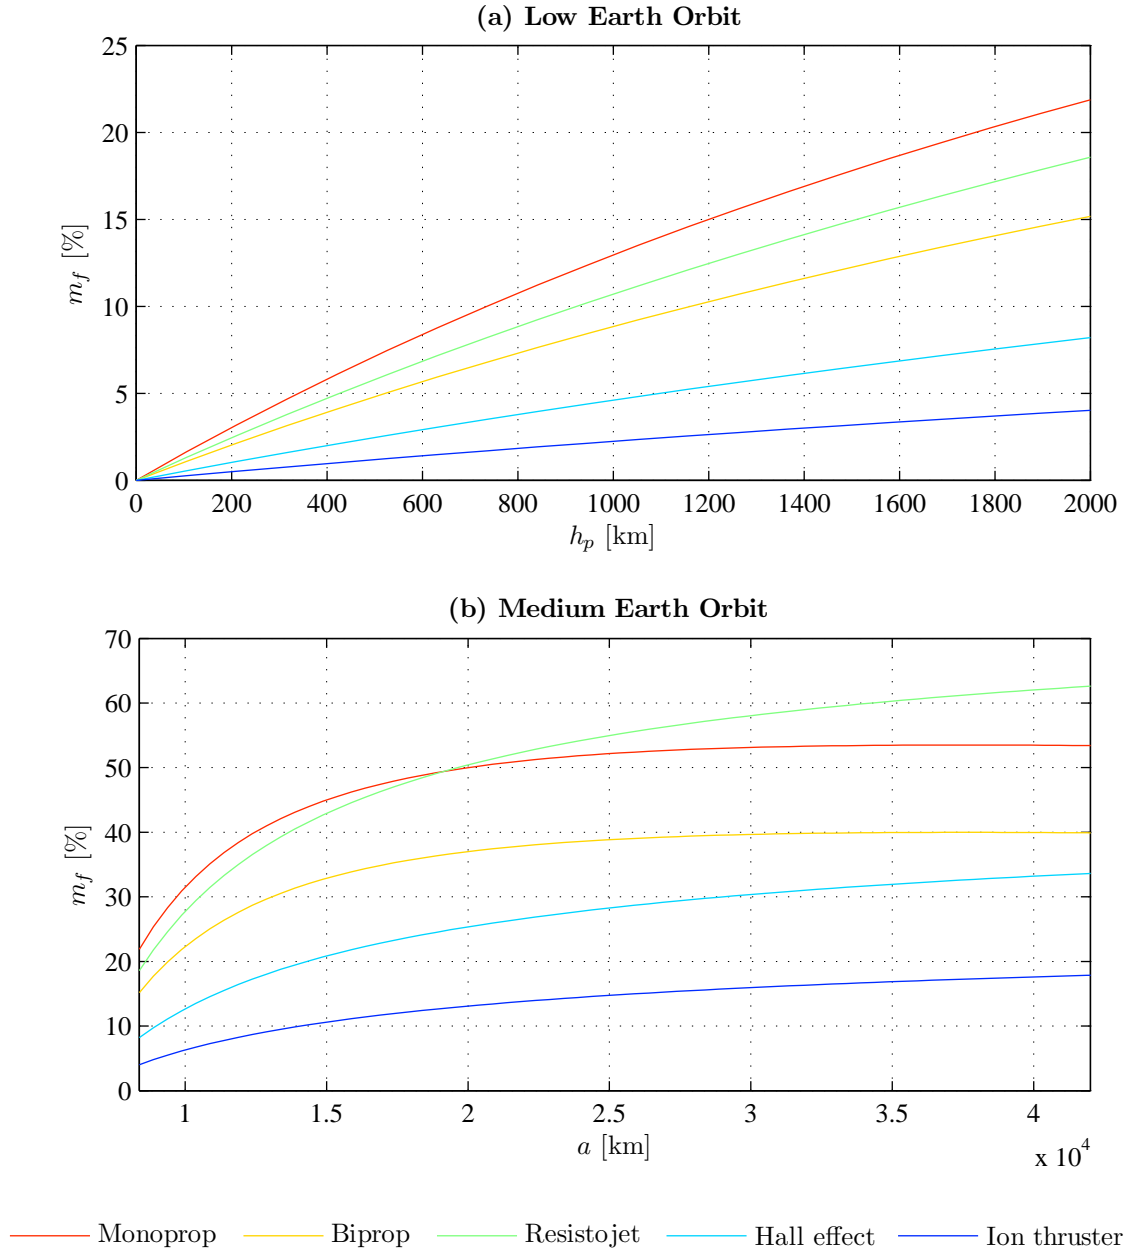 (a) Low Earth Orbit
25
20
15
10
5
0
m_f [%]
0 200 400 600 800 1000 1200 1400 1600 1800 2000
h_p [km]
(b) Medium Earth Orbit
70
60
50
40
30
20
10
0
m_f [%]
1 1.5 2 2.5 3 3.5 4
a [km]
x 10^4
Monoprop Biprop Resistojet Hall effect Ion thruster